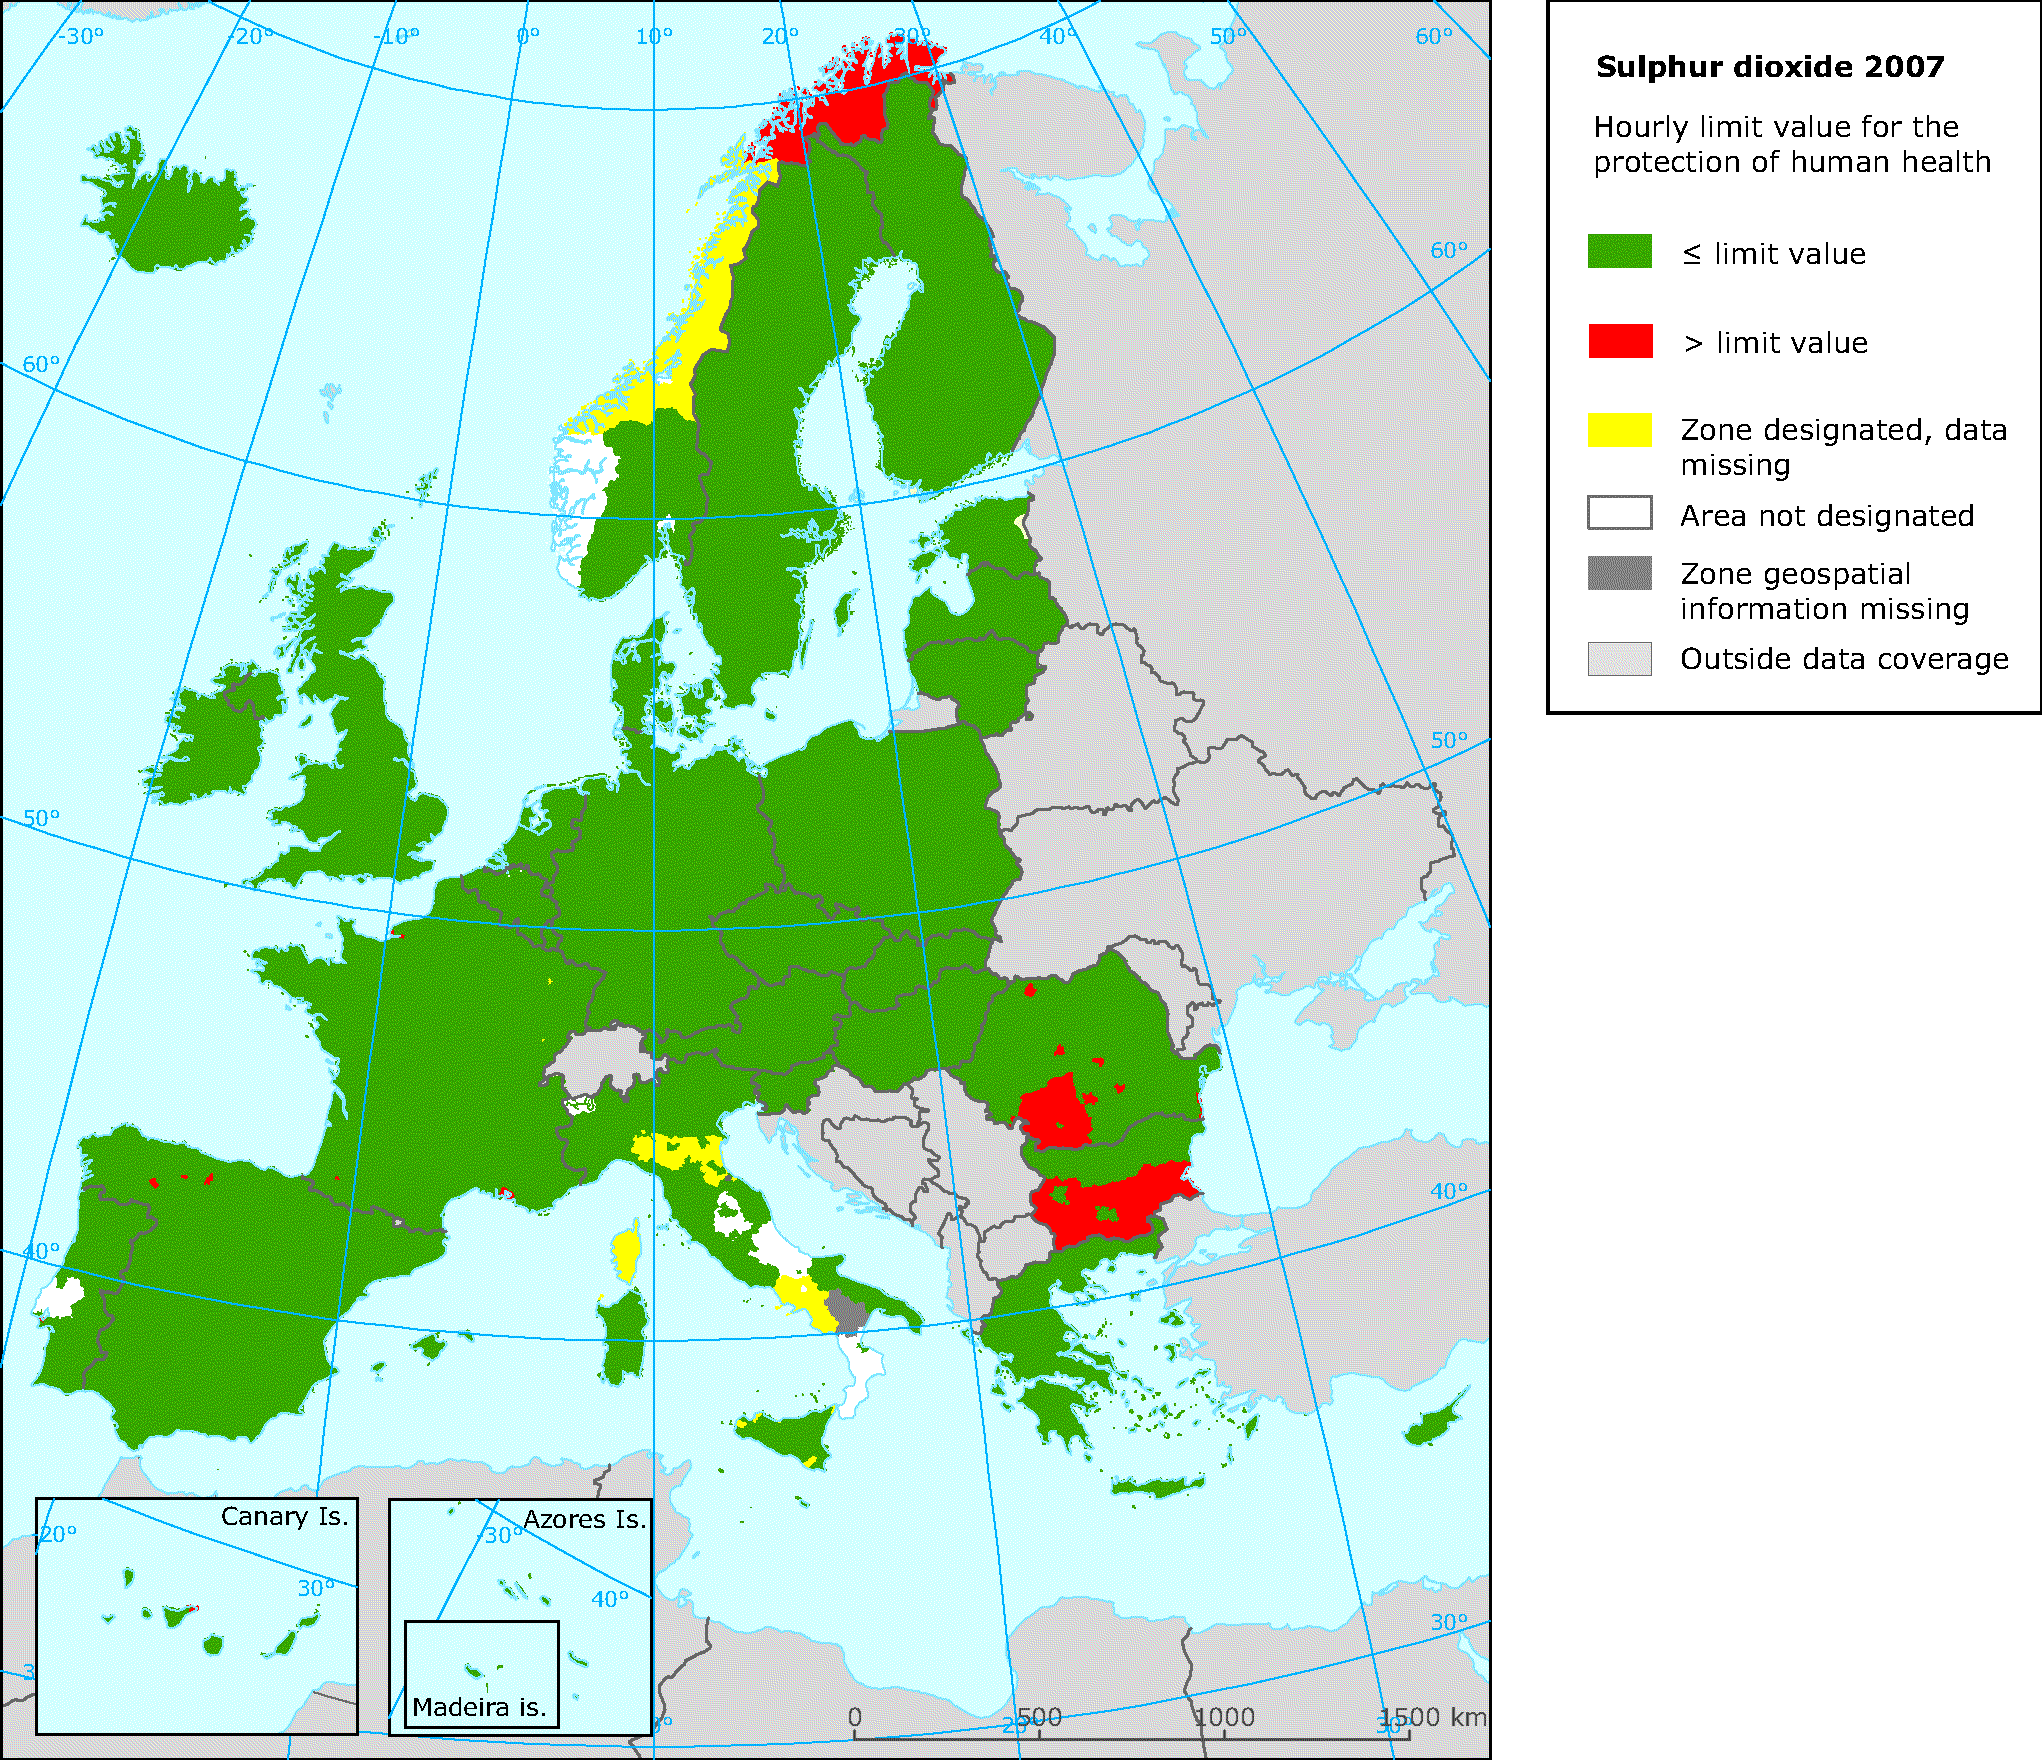 -30°
-20°
-10°
0°
10°
20°
30°
40°
50°
60°
60°
60°
50°
50°
40°
40°
30°
Canary Is.
20°
30°
Azores Is.
-30°
40°
Madeira is.
0 500 1000 1500 km
Sulphur dioxide 2007
Hourly limit value for the
protection of human health
≤ limit value
> limit value
Zone designated, data
missing
Area not designated
Zone geospatial
information missing
Outside data coverage